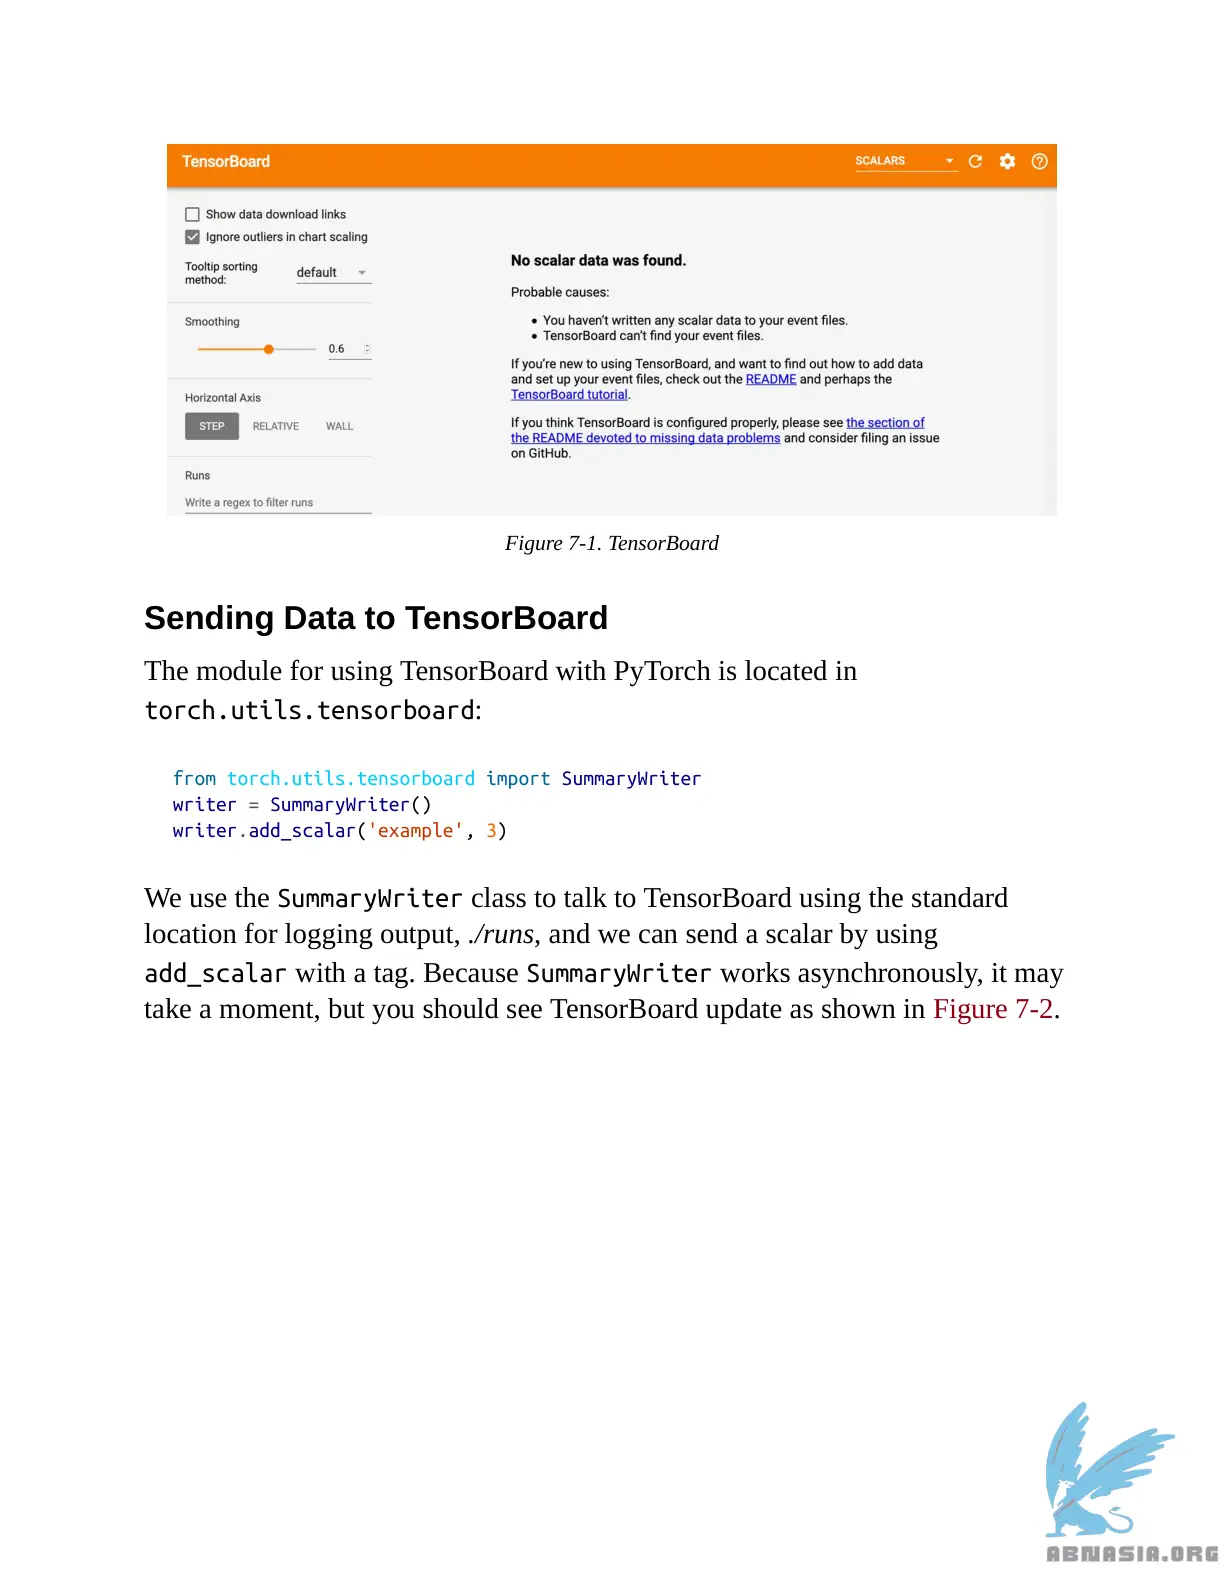 TensorBoard
SCALARS
Show data download links
Ignore outliers in chart scaling
Tooltip sorting
method:
default
Smoothing
0.6
Horizontal Axis
STEP RELATIVE WALL
Runs
Write a regex to filter runs
No scalar data was found.
Probable causes:
• You haven’t written any scalar data to your event files.
• TensorBoard can’t find your event files.
If you’re new to using TensorBoard, and want to find out how to add data
and set up your event files, check out the README and perhaps the
TensorBoard tutorial.
If you think TensorBoard is configured properly, please see the section of
the README devoted to missing data problems and consider filing an issue
on GitHub.
Figure 7-1. TensorBoard
Sending Data to TensorBoard
The module for using TensorBoard with PyTorch is located in
torch.utils.tensorboard:
from torch.utils.tensorboard import SummaryWriter
writer = SummaryWriter()
writer.add_scalar('example', 3)
We use the SummaryWriter class to talk to TensorBoard using the standard
location for logging output, ./runs, and we can send a scalar by using
add_scalar with a tag. Because SummaryWriter works asynchronously, it may
take a moment, but you should see TensorBoard update as shown in Figure 7-2.
ABNASIA.ORG